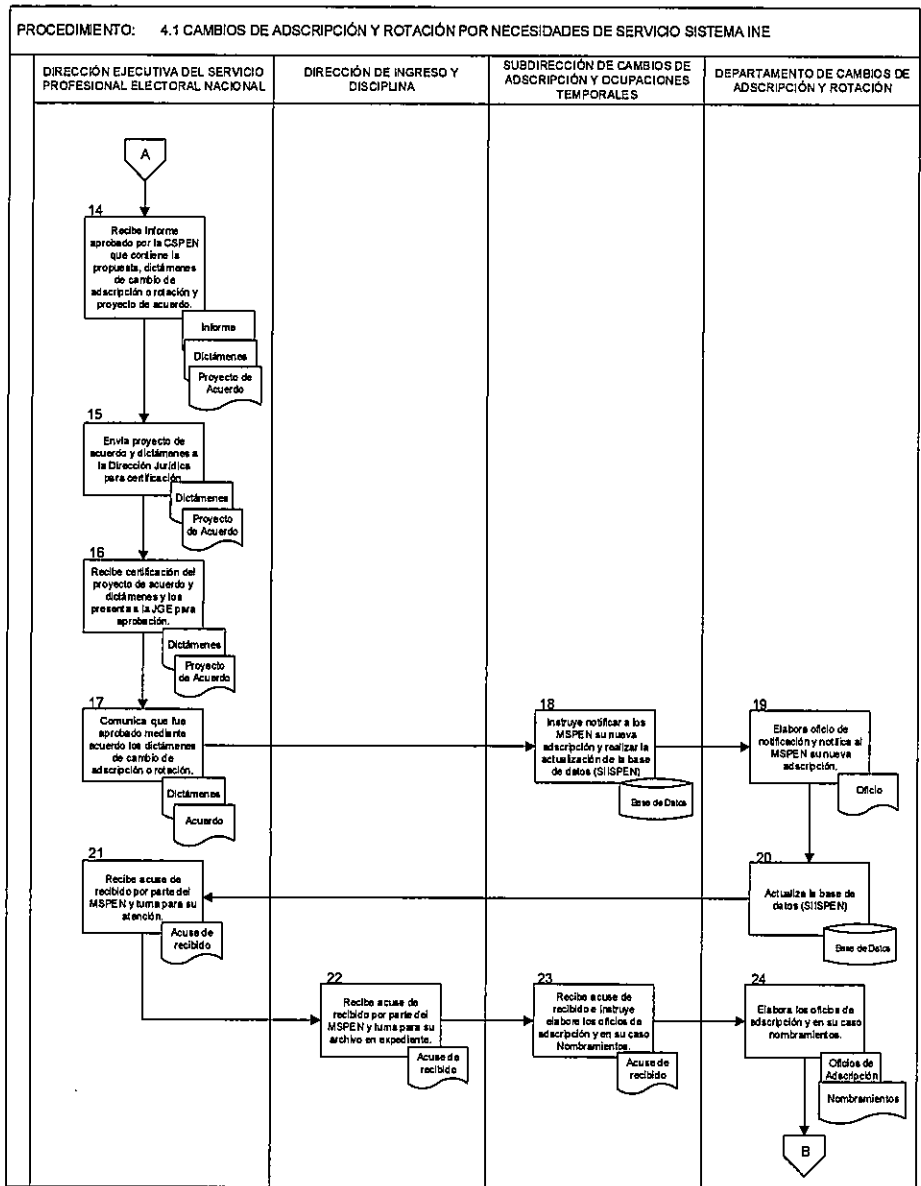 PROCEDIMIENTO: 4.1 CAMBIOS DE ADSCRIPCIÓN Y ROTACIÓN POR NECESIDADES DE SERVICIO SISTEMA INE
DIRECCIÓN EJECUTIVA DEL SERVICIO
PROFESIONAL ELECTORAL NACIONAL
DIRECCIÓN DE INGRESO Y
DISCIPLINA
SUBDIRECCIÓN DE CAMBIOS DE
ADSCRIPCIÓN Y OCUPACIONES
TEMPORALES
DEPARTAMENTO DE CAMBIOS DE
ADSCRIPCIÓN Y ROTACIÓN
A
14
Recibe Informe
aprobado por la CSPEN
que contiene la
propuesta, dictámenes
de cambio de
adscripción o rotación y
proyecto de acuerdo.
Informe
Dictámenes
Proyecto de
Acuerdo
15
Envía proyecto de
acuerdo y dictámenes a
la Dirección Jurídica
para certificación
Dictámenes
Proyecto
de Acuerdo
16
Recibe certificación del
proyecto de acuerdo y
dictámenes y los
presenta a la JGE para
aprobación.
Dictámenes
Proyecto
de Acuerdo
17
Comunica que fue
aprobado mediante
acuerdo los dictámenes
de cambio de
adscripción o rotación.
Dictámenes
Acuerdo
18
Instruye notificar a los
MSPEN su nueva
adscripción y realizar la
actualización de la base
de datos (SIISPEN)
Base de Datos
19
Elabora oficio de
notificación y notifica al
MSPEN su nueva
adscripción.
Oficio
20
Actualiza la base de
datos (SIISPEN)
Base de Datos
21
Recibe acuse de
recibido por parte del
MSPEN y turna para su
atención.
Acuse de
recibido
22
Recibe acuse de
recibido por parte del
MSPEN y turna para su
archivo en expediente.
Acuse de
recibido
23
Recibe acuse de
recibido e instruye
elabore los oficios de
adscripción y en su caso
Nombramientos.
Acuse de
recibido
24
Elabora los oficios de
adscripción y en su caso
nombramientos.
Oficios de
Adscripción
Nombramientos
B